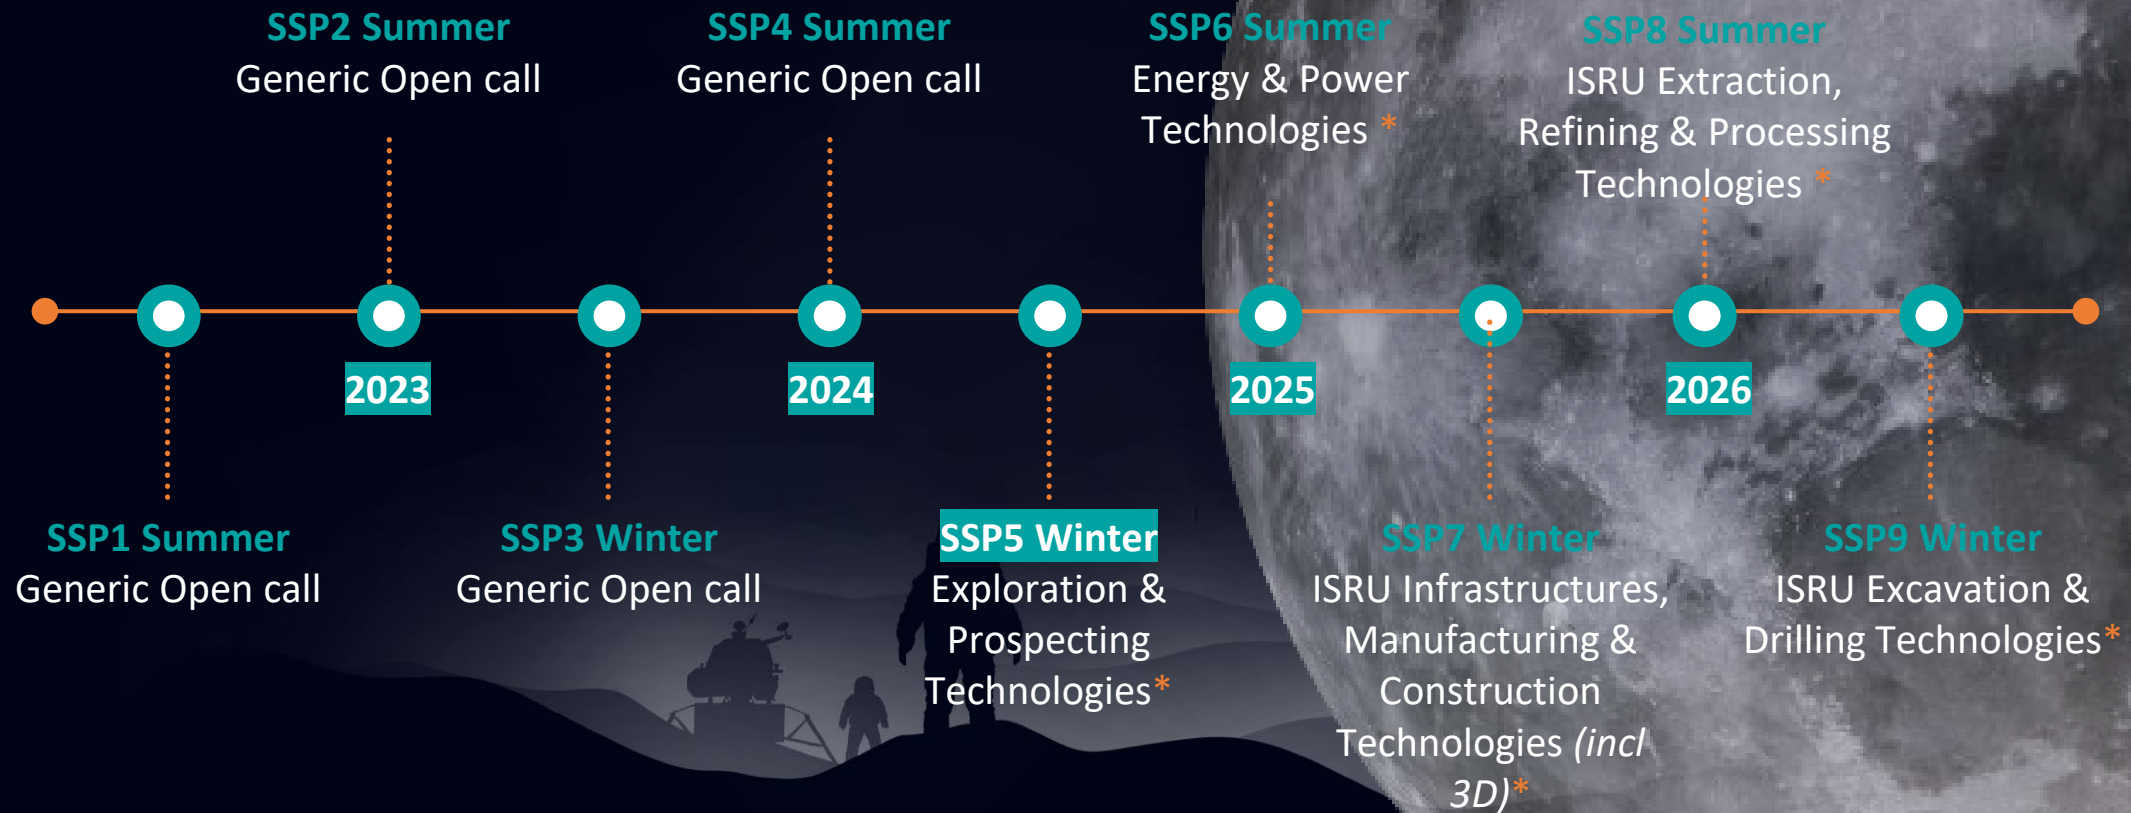 SSP2 Summer
Generic Open call
SSP4 Summer
Generic Open call
SSP6 Summer
Energy & Power
Technologies *
SSP8 Summer
ISRU Extraction,
Refining & Processing
Technologies *
2023
2024
2025
2026
SSP1 Summer
Generic Open call
SSP3 Winter
Generic Open call
SSP5 Winter
Exploration &
Prospecting
Technologies*
SSP7 Winter
ISRU Infrastructures,
Manufacturing &
Construction
Technologies (incl
3D)*
SSP9 Winter
ISRU Excavation &
Drilling Technologies*